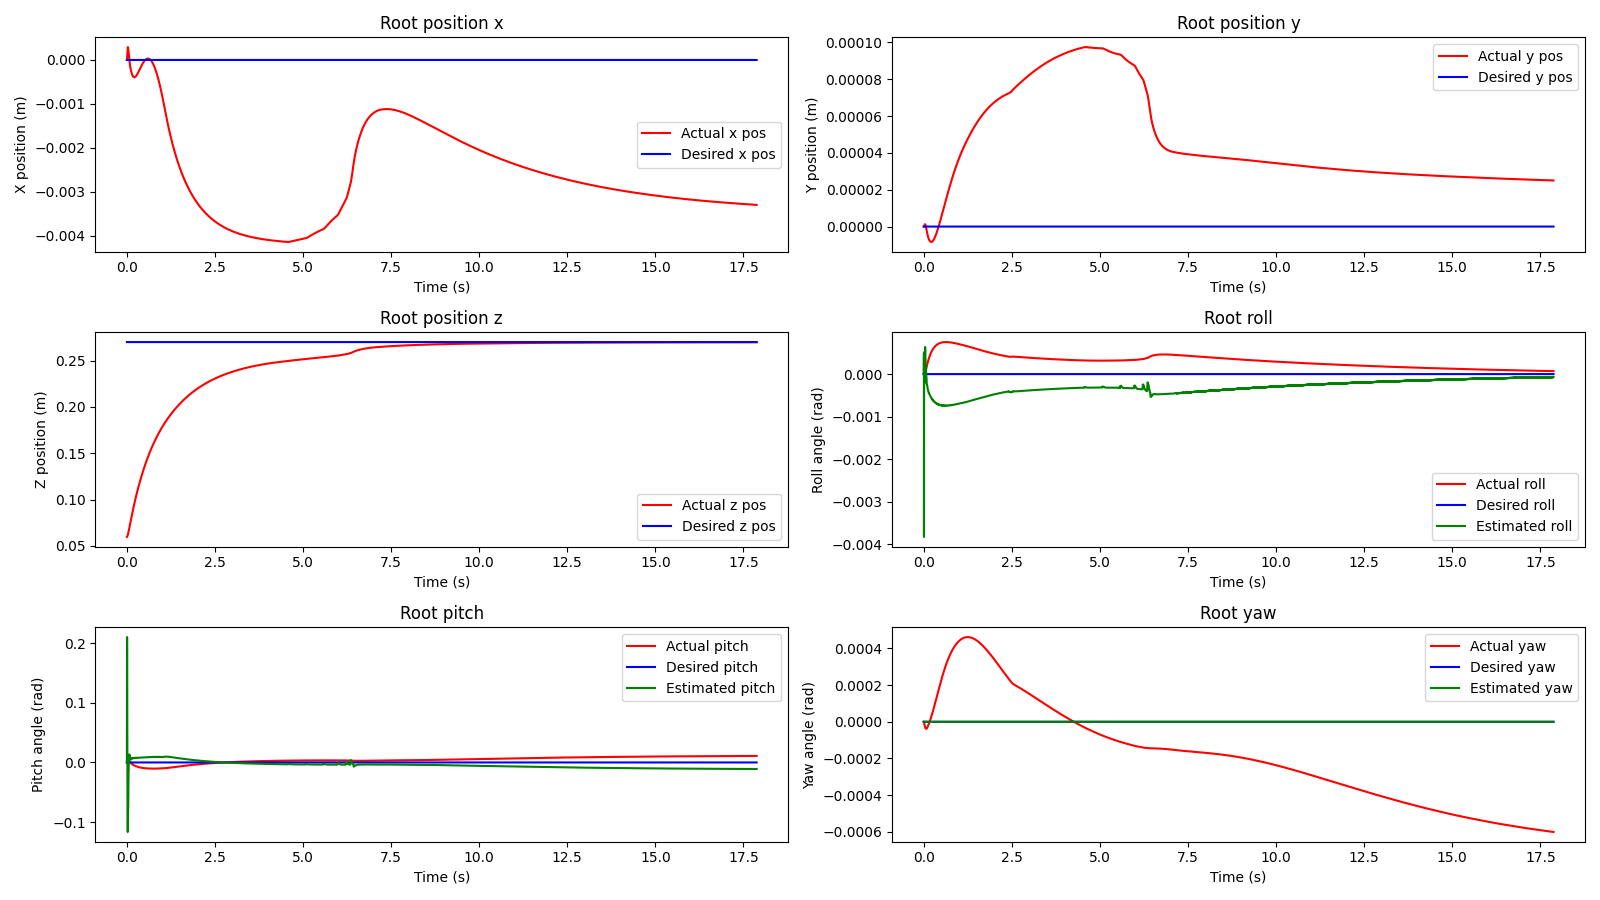 Root position x
X position (m)
0.000
−0.001
−0.002
−0.003
−0.004
Actual x pos
Desired x pos
0.0 2.5 5.0 7.5 10.0 12.5 15.0 17.5
Time (s)
Root position y
Y position (m)
0.00010
0.00008
0.00006
0.00004
0.00002
0.00000
Actual y pos
Desired y pos
0.0 2.5 5.0 7.5 10.0 12.5 15.0 17.5
Time (s)
Root position z
Z position (m)
0.25
0.20
0.15
0.10
0.05
Actual z pos
Desired z pos
0.0 2.5 5.0 7.5 10.0 12.5 15.0 17.5
Time (s)
Root roll
Roll angle (rad)
0.000
−0.001
−0.002
−0.003
−0.004
Actual roll
Desired roll
Estimated roll
0.0 2.5 5.0 7.5 10.0 12.5 15.0 17.5
Time (s)
Root pitch
Pitch angle (rad)
0.2
0.1
0.0
−0.1
Actual pitch
Desired pitch
Estimated pitch
0.0 2.5 5.0 7.5 10.0 12.5 15.0 17.5
Time (s)
Root yaw
Yaw angle (rad)
0.0004
0.0002
0.0000
−0.0002
−0.0004
−0.0006
Actual yaw
Desired yaw
Estimated yaw
0.0 2.5 5.0 7.5 10.0 12.5 15.0 17.5
Time (s)